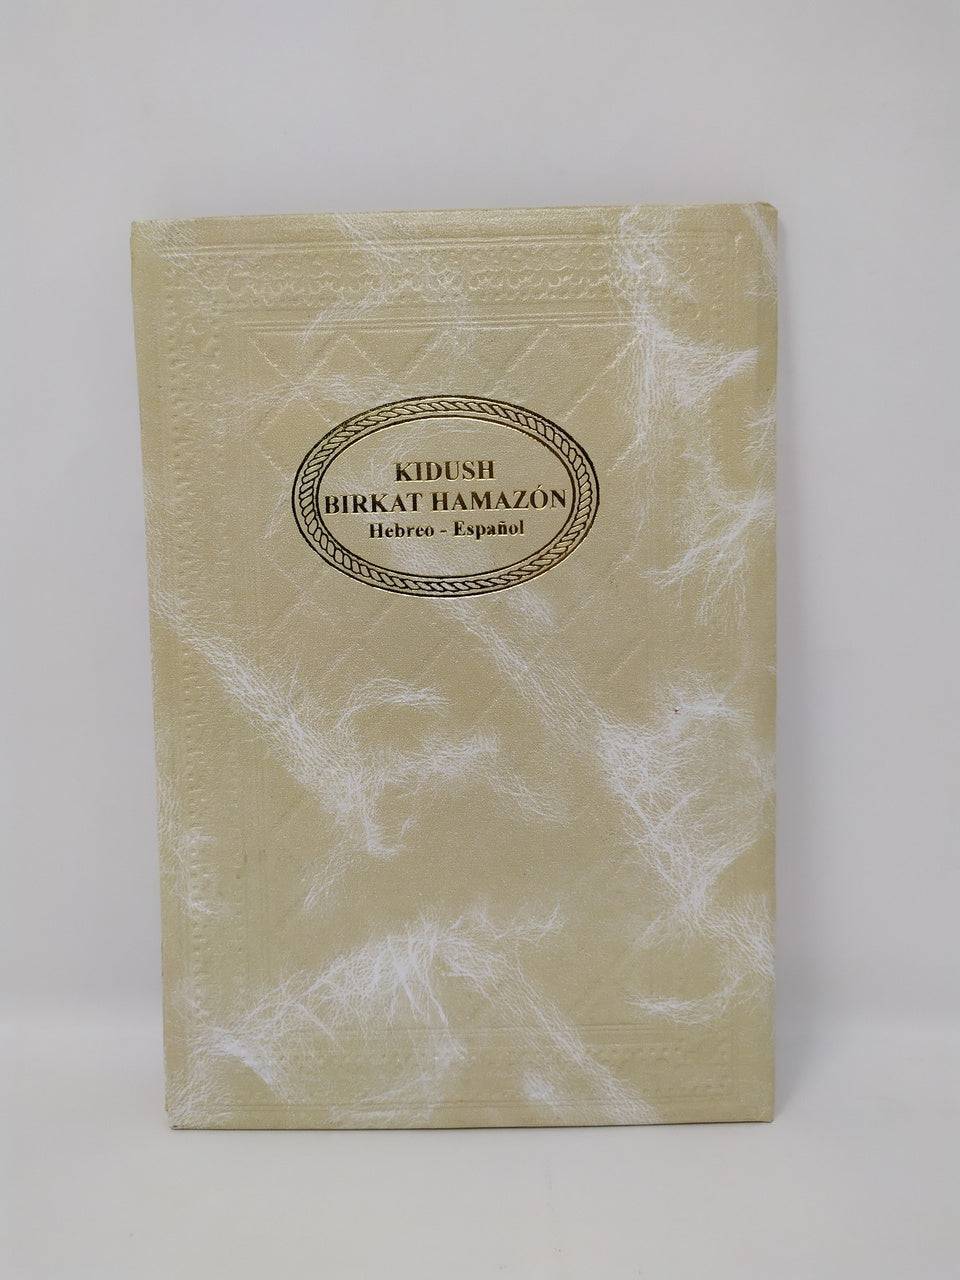 KIDUSH
BIRKAT HAMAZÓN
Hebreo - Español